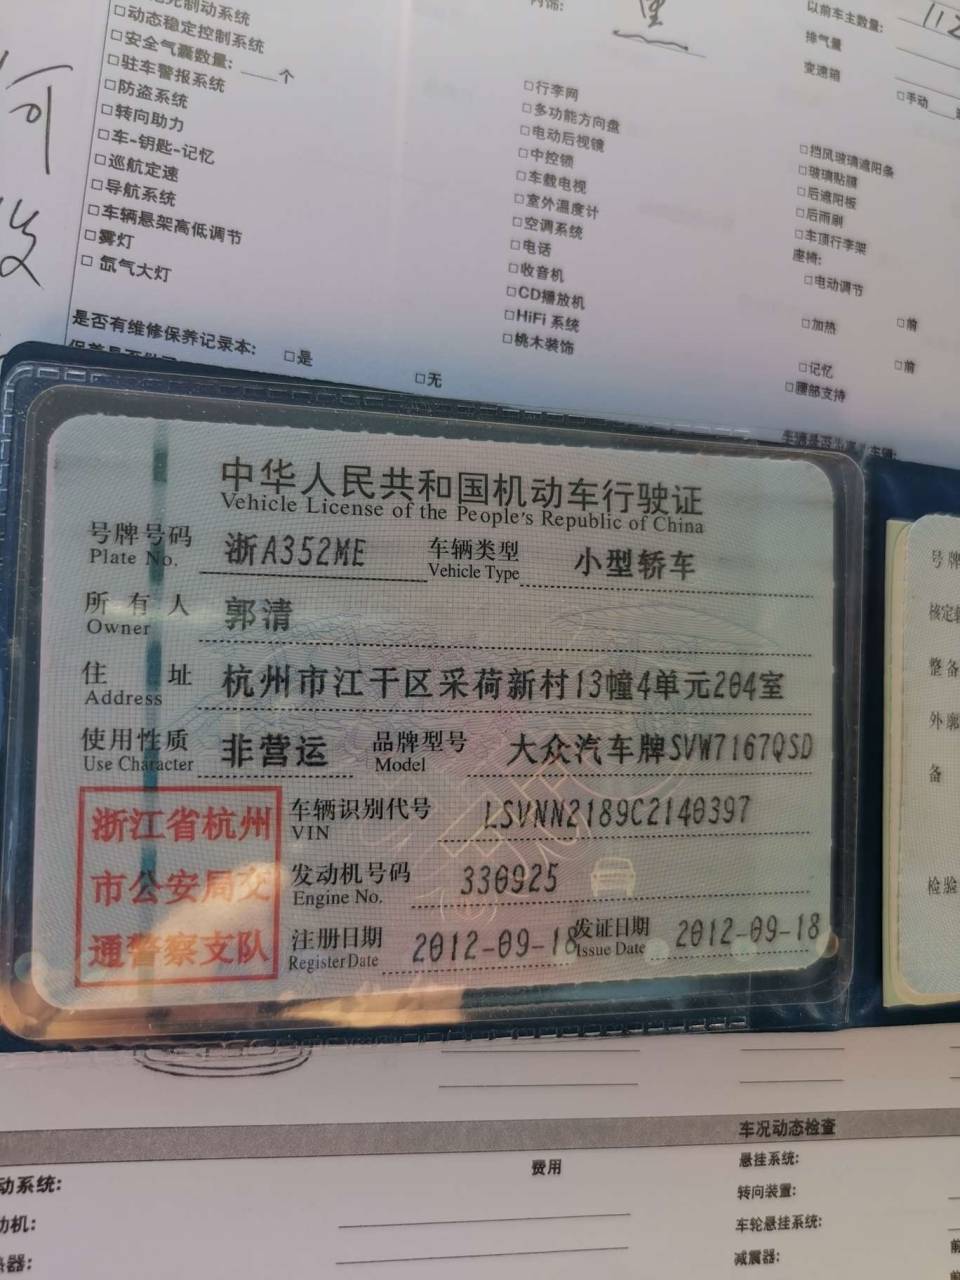 制动系统
□动态稳定控制系统
□安全气囊数量:____个
□驻车警报系统
□防盗系统
□转向助力
□车-钥匙-记忆
□巡航定速
□导航系统
□车辆悬架高低调节
□雾灯
□氙气大灯
是否有维修保养记录本: □是
□无
内饰:
□行李网
□多功能方向盘
□电动后视镜
□中控锁
□车载电视
□室外温度计
□空调系统
□电话
□收音机
□CD播放机
□HiFi 系统
□桃木装饰
以前车主数量:
排气量
变速箱
□手动
□挡风玻璃遮阳条
□玻璃贴膜
□后遮阳板
□后雨刷
□车顶行李架
座椅:
□电动调节
□加热 □前
□记忆 □前
□腰部支持
中华人民共和国机动车行驶证
Vehicle License of the People's Republic of China
号牌号码 浙A352ME 车辆类型 小型轿车
Plate No. Vehicle Type
所有人 郭清
Owner
住址 杭州市江干区采荷新村13幢4单元204室
Address
使用性质 非营运 品牌型号 大众汽车牌SVW7167QSD
Use Character Model
浙江省杭州
市公安局交
通警察支队
车辆识别代号 LSVNN2189C2140397
VIN
发动机号码 330925
Engine No.
注册日期 2012-09-18 发证日期 2012-09-18
Register Date Issue Date
号牌
整备
外廓
备
检验
费用
动系统:
动机:
车况动态检查
悬挂系统:
转向装置:
车轮悬挂系统:
减震器:
前